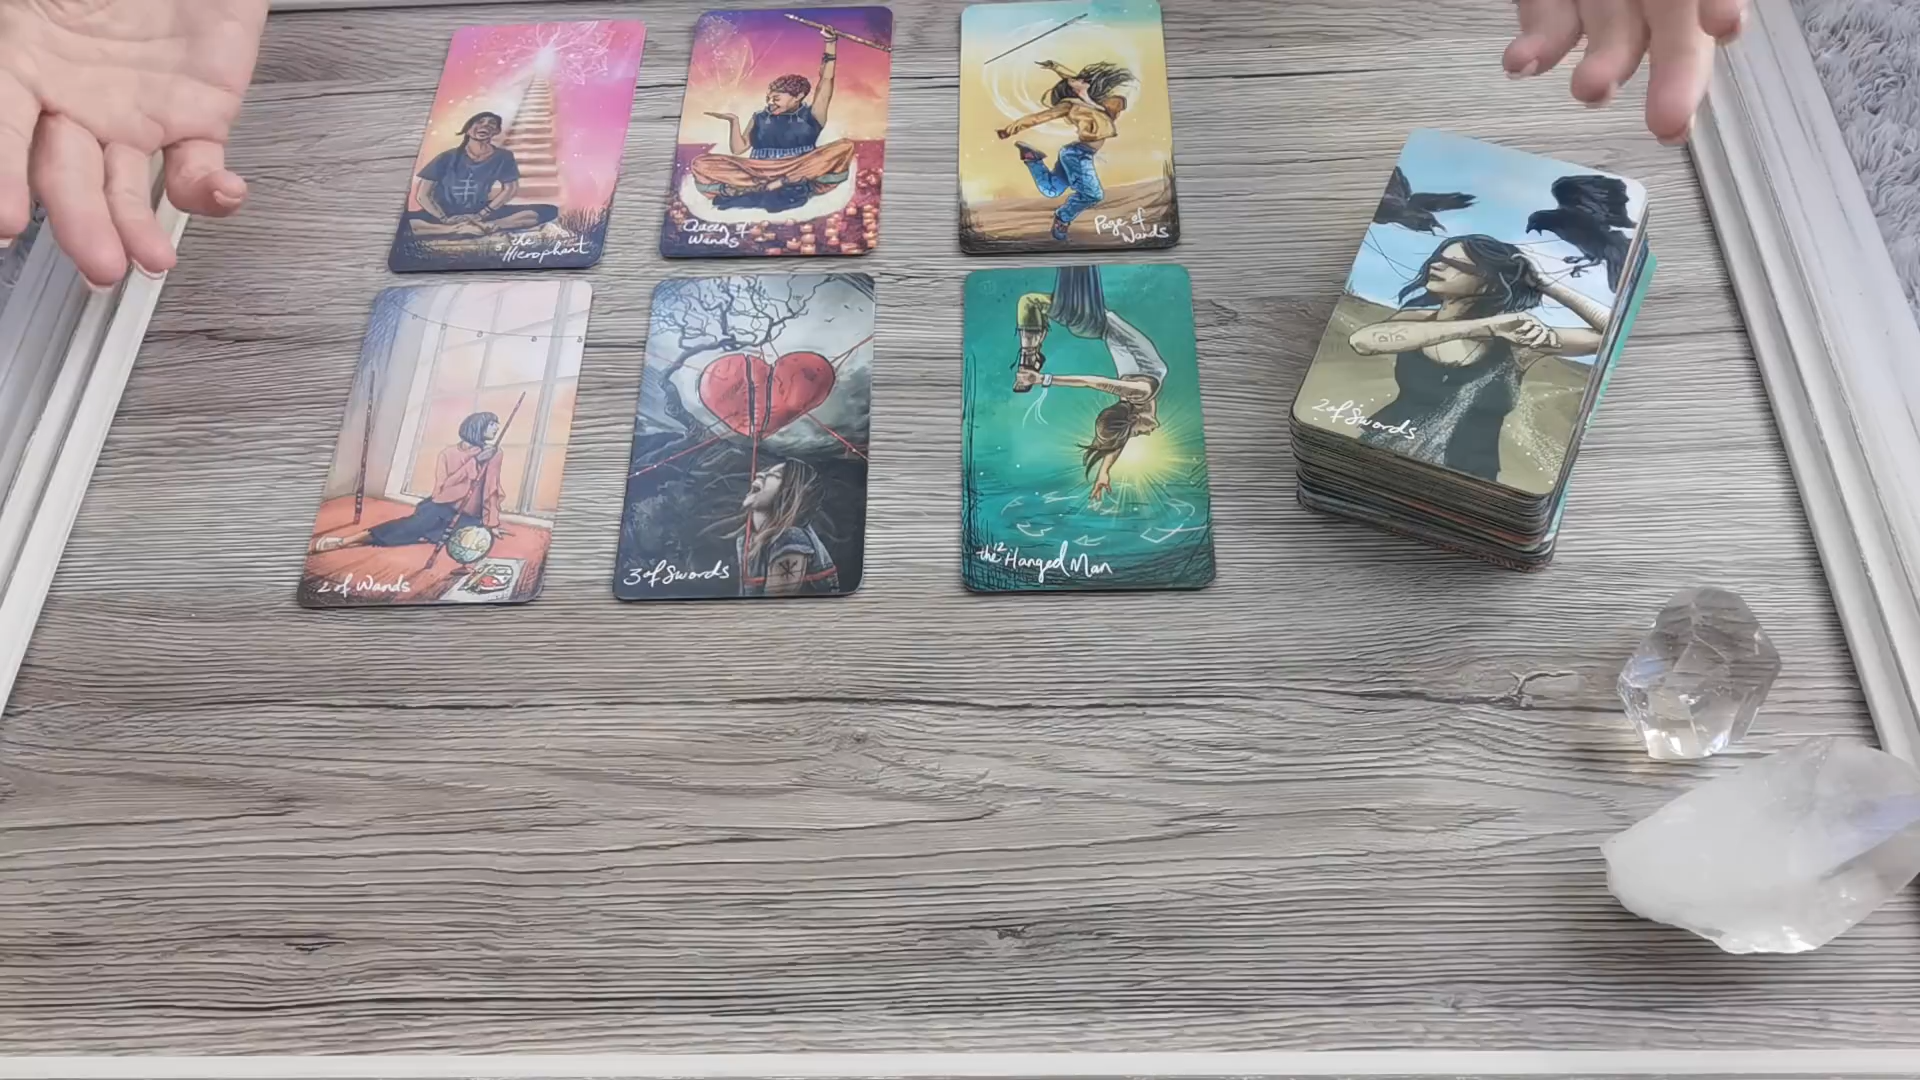 5 the
Hierophant
Queen of
Wands
Page of
Wands
2 of Wands
3 of Swords
the 12 Hanged Man
2 of Swords